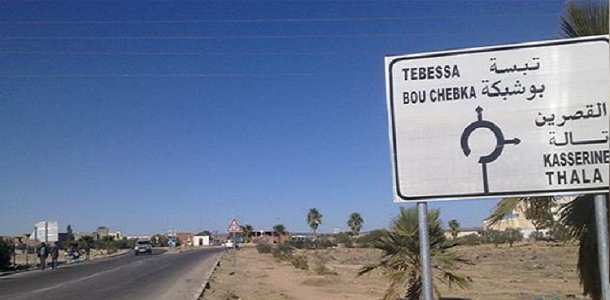 TEBESSA تبسة
BOU CHEBKA بوشبكة
القصرين
تالة
KASSERINE
THALA